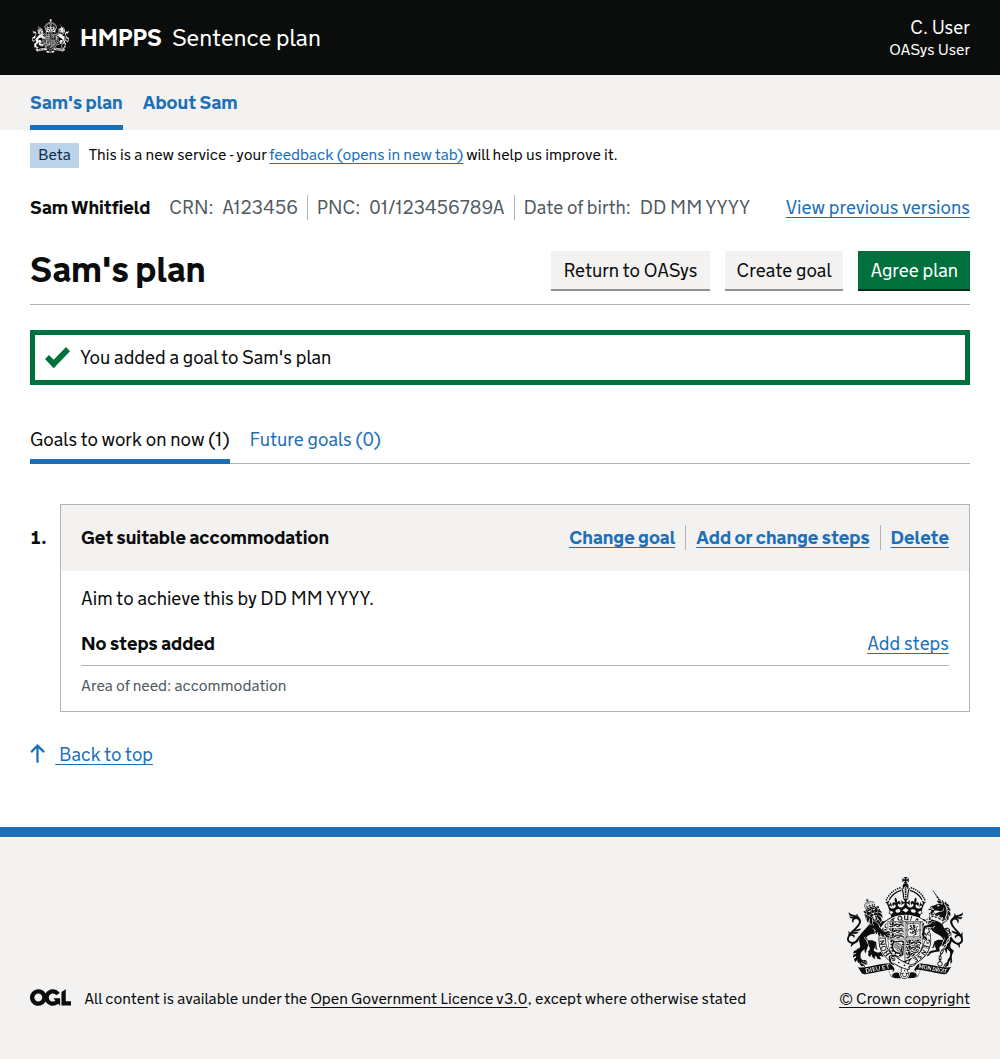 HMPPS Sentence plan
C. User
OASys User
Sam's plan About Sam
Beta This is a new service - your feedback (opens in new tab) will help us improve it.
Sam Whitfield CRN: A123456 PNC: 01/123456789A Date of birth: DD MM YYYY View previous versions
Sam's plan Return to OASys Create goal Agree plan
You added a goal to Sam's plan
Goals to work on now (1) Future goals (0)
1. Get suitable accommodation Change goal Add or change steps Delete
Aim to achieve this by DD MM YYYY.
No steps added Add steps
Area of need: accommodation
↑ Back to top
DIEU ET MON DROIT
OGL All content is available under the Open Government Licence v3.0, except where otherwise stated © Crown copyright